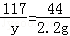 117/y = 44/2.2g